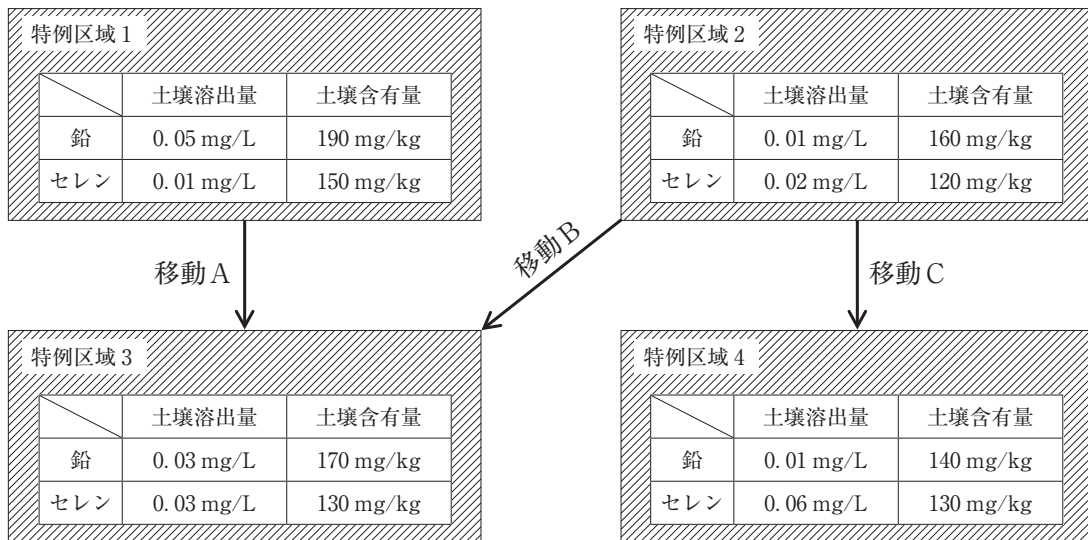 特例区域 1
土壌溶出量 土壌含有量
鉛 0.05 mg/L 190 mg/kg
セレン 0.01 mg/L 150 mg/kg
特例区域 2
土壌溶出量 土壌含有量
鉛 0.01 mg/L 160 mg/kg
セレン 0.02 mg/L 120 mg/kg
移動 A
移動 B
移動 C
特例区域 3
土壌溶出量 土壌含有量
鉛 0.03 mg/L 170 mg/kg
セレン 0.03 mg/L 130 mg/kg
特例区域 4
土壌溶出量 土壌含有量
鉛 0.01 mg/L 140 mg/kg
セレン 0.06 mg/L 130 mg/kg